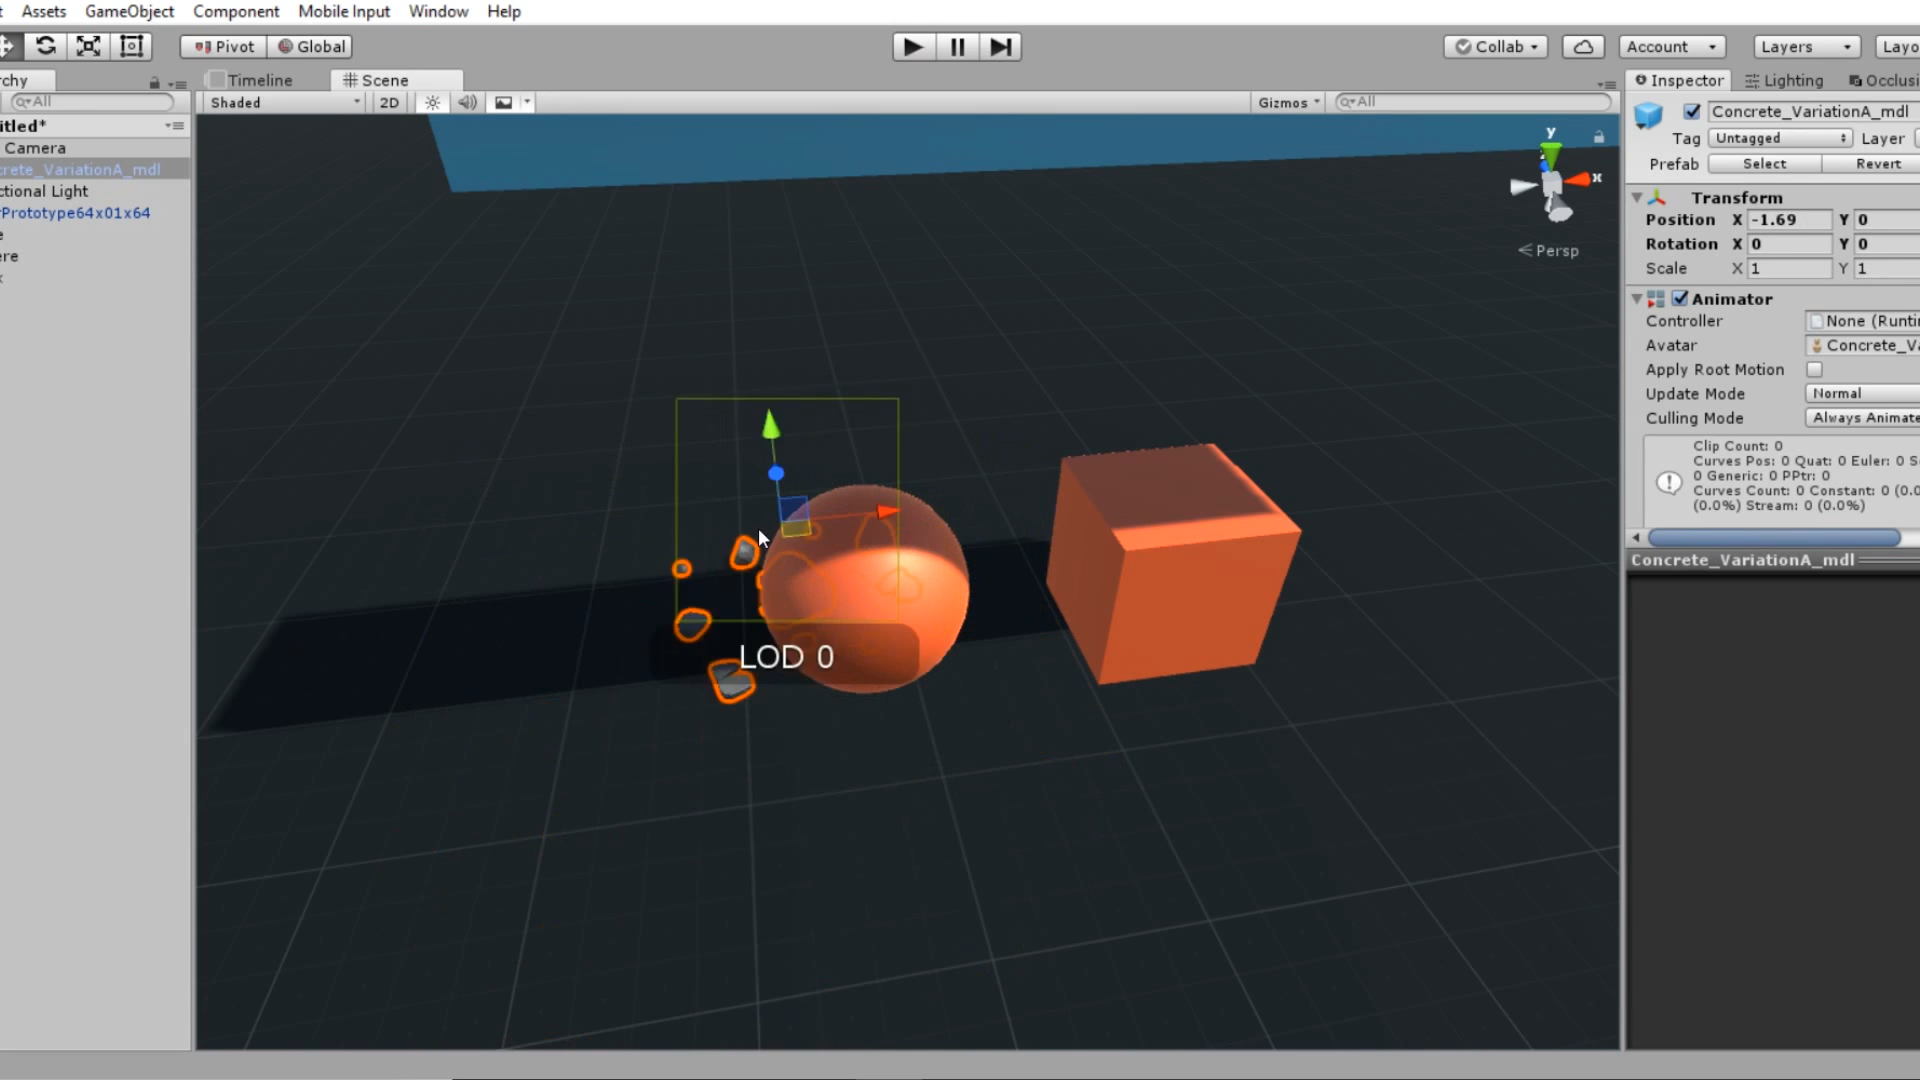 t Assets GameObject Component Mobile Input Window Help
Pivot Global Collab Account Layers Layo
rchy Timeline Scene Inspector Lighting Occlusi
All Shaded 2D Gizmos All
itled*
Camera
crete_VariationA_mdl
ctional Light
rPrototype64x01x64
e
ere
x
y
x
Persp
LOD 0
Concrete_VariationA_mdl
Tag Untagged Layer
Prefab Select Revert
Transform
Position X -1.69 Y 0
Rotation X 0 Y 0
Scale X 1 Y 1
Animator
Controller None (Runti
Avatar Concrete_Va
Apply Root Motion
Update Mode Normal
Culling Mode Always Animate
Clip Count: 0
Curves Pos: 0 Quat: 0 Euler: 0 S
0 Generic: 0 PPtr: 0
Curves Count: 0 Constant: 0 (0.0
(0.0%) Stream: 0 (0.0%)
Concrete_VariationA_mdl